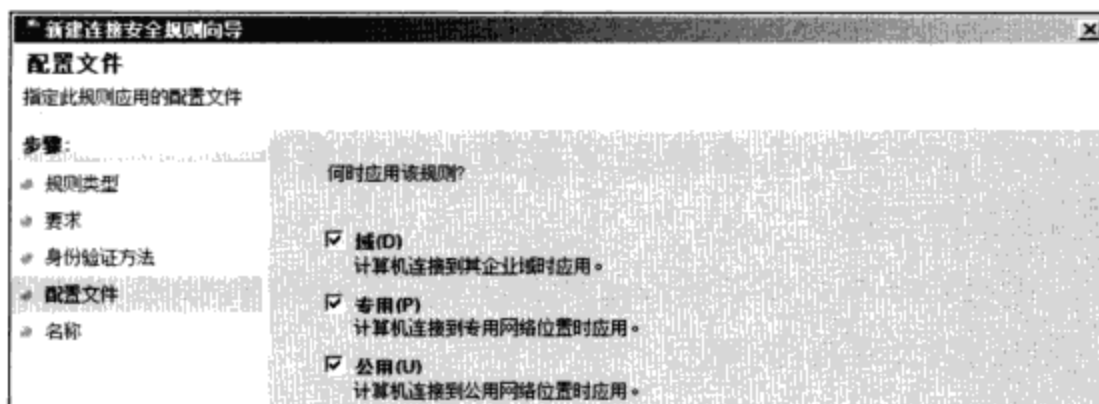 新建连接安全规则向导
配置文件
指定此规则应用的配置文件
步骤：
规则类型
要求
身份验证方法
配置文件
名称
何时应用该规则?
域(D)
计算机连接到其企业域时应用。
专用(P)
计算机连接到专用网络位置时应用。
公用(U)
计算机连接到公用网络位置时应用。